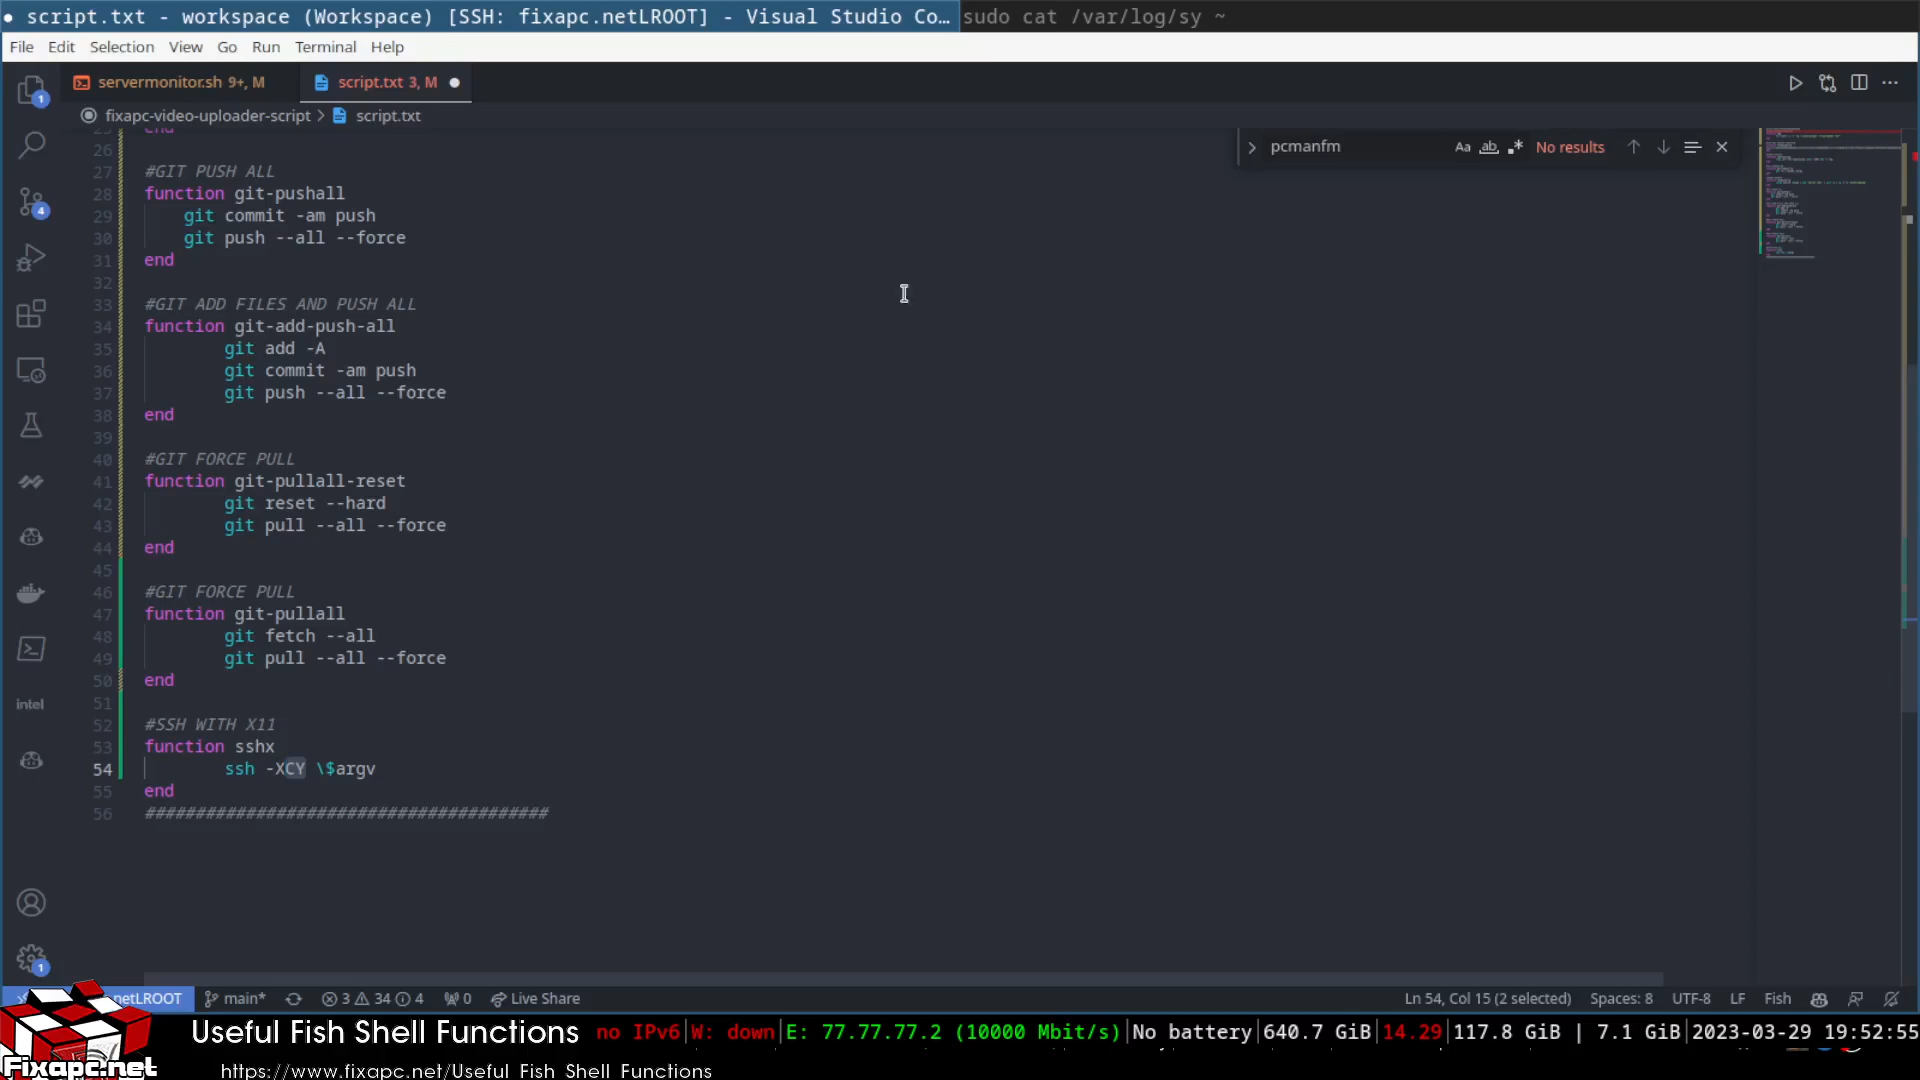 ● script.txt - workspace (Workspace) [SSH: fixapc.netLROOT] - Visual Studio Co…
sudo cat /var/log/sy ~
File Edit Selection View Go Run Terminal Help
servermonitor.sh 9+, M
script.txt 3, M ●
fixapc-video-uploader-script > script.txt
pcmanfm Aa ab No results
25 end
26
27 #GIT PUSH ALL
28 function git-pushall
29 git commit -am push
30 git push --all --force
31 end
32
33 #GIT ADD FILES AND PUSH ALL
34 function git-add-push-all
35 git add -A
36 git commit -am push
37 git push --all --force
38 end
39
40 #GIT FORCE PULL
41 function git-pullall-reset
42 git reset --hard
43 git pull --all --force
44 end
45
46 #GIT FORCE PULL
47 function git-pullall
48 git fetch --all
49 git pull --all --force
50 end
51
52 #SSH WITH X11
53 function sshx
54 ssh -XCY \$argv
55 end
56 ########################################
1
4
intel
1
netLROOT main* 3 34 4 0 Live Share
Ln 54, Col 15 (2 selected) Spaces: 8 UTF-8 LF Fish
Useful Fish Shell Functions
no IPv6|W: down|E: 77.77.77.2 (10000 Mbit/s)|No battery|640.7 GiB|14.29|117.8 GiB | 7.1 GiB|2023-03-29 19:52:55
Fixapc.net
https://www.fixapc.net/Useful_Fish_Shell_Functions